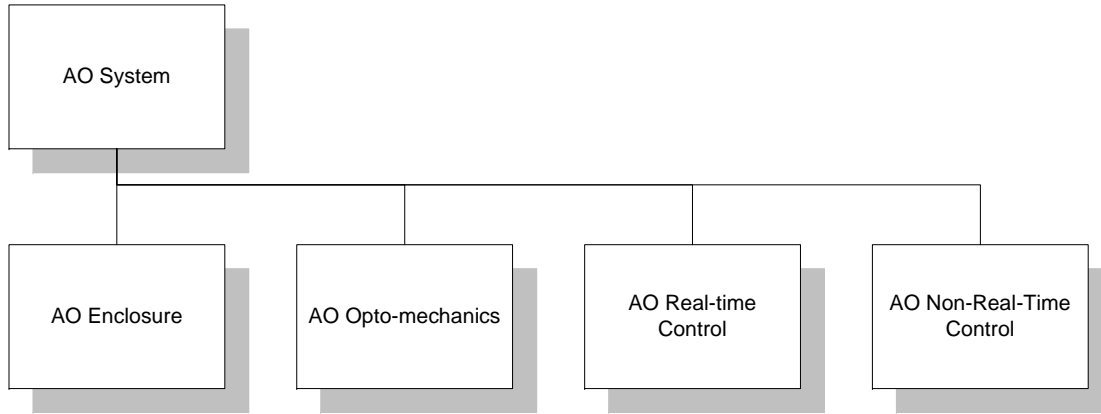 AO System
AO Enclosure
AO Opto-mechanics
AO Real-time
Control
AO Non-Real-Time
Control